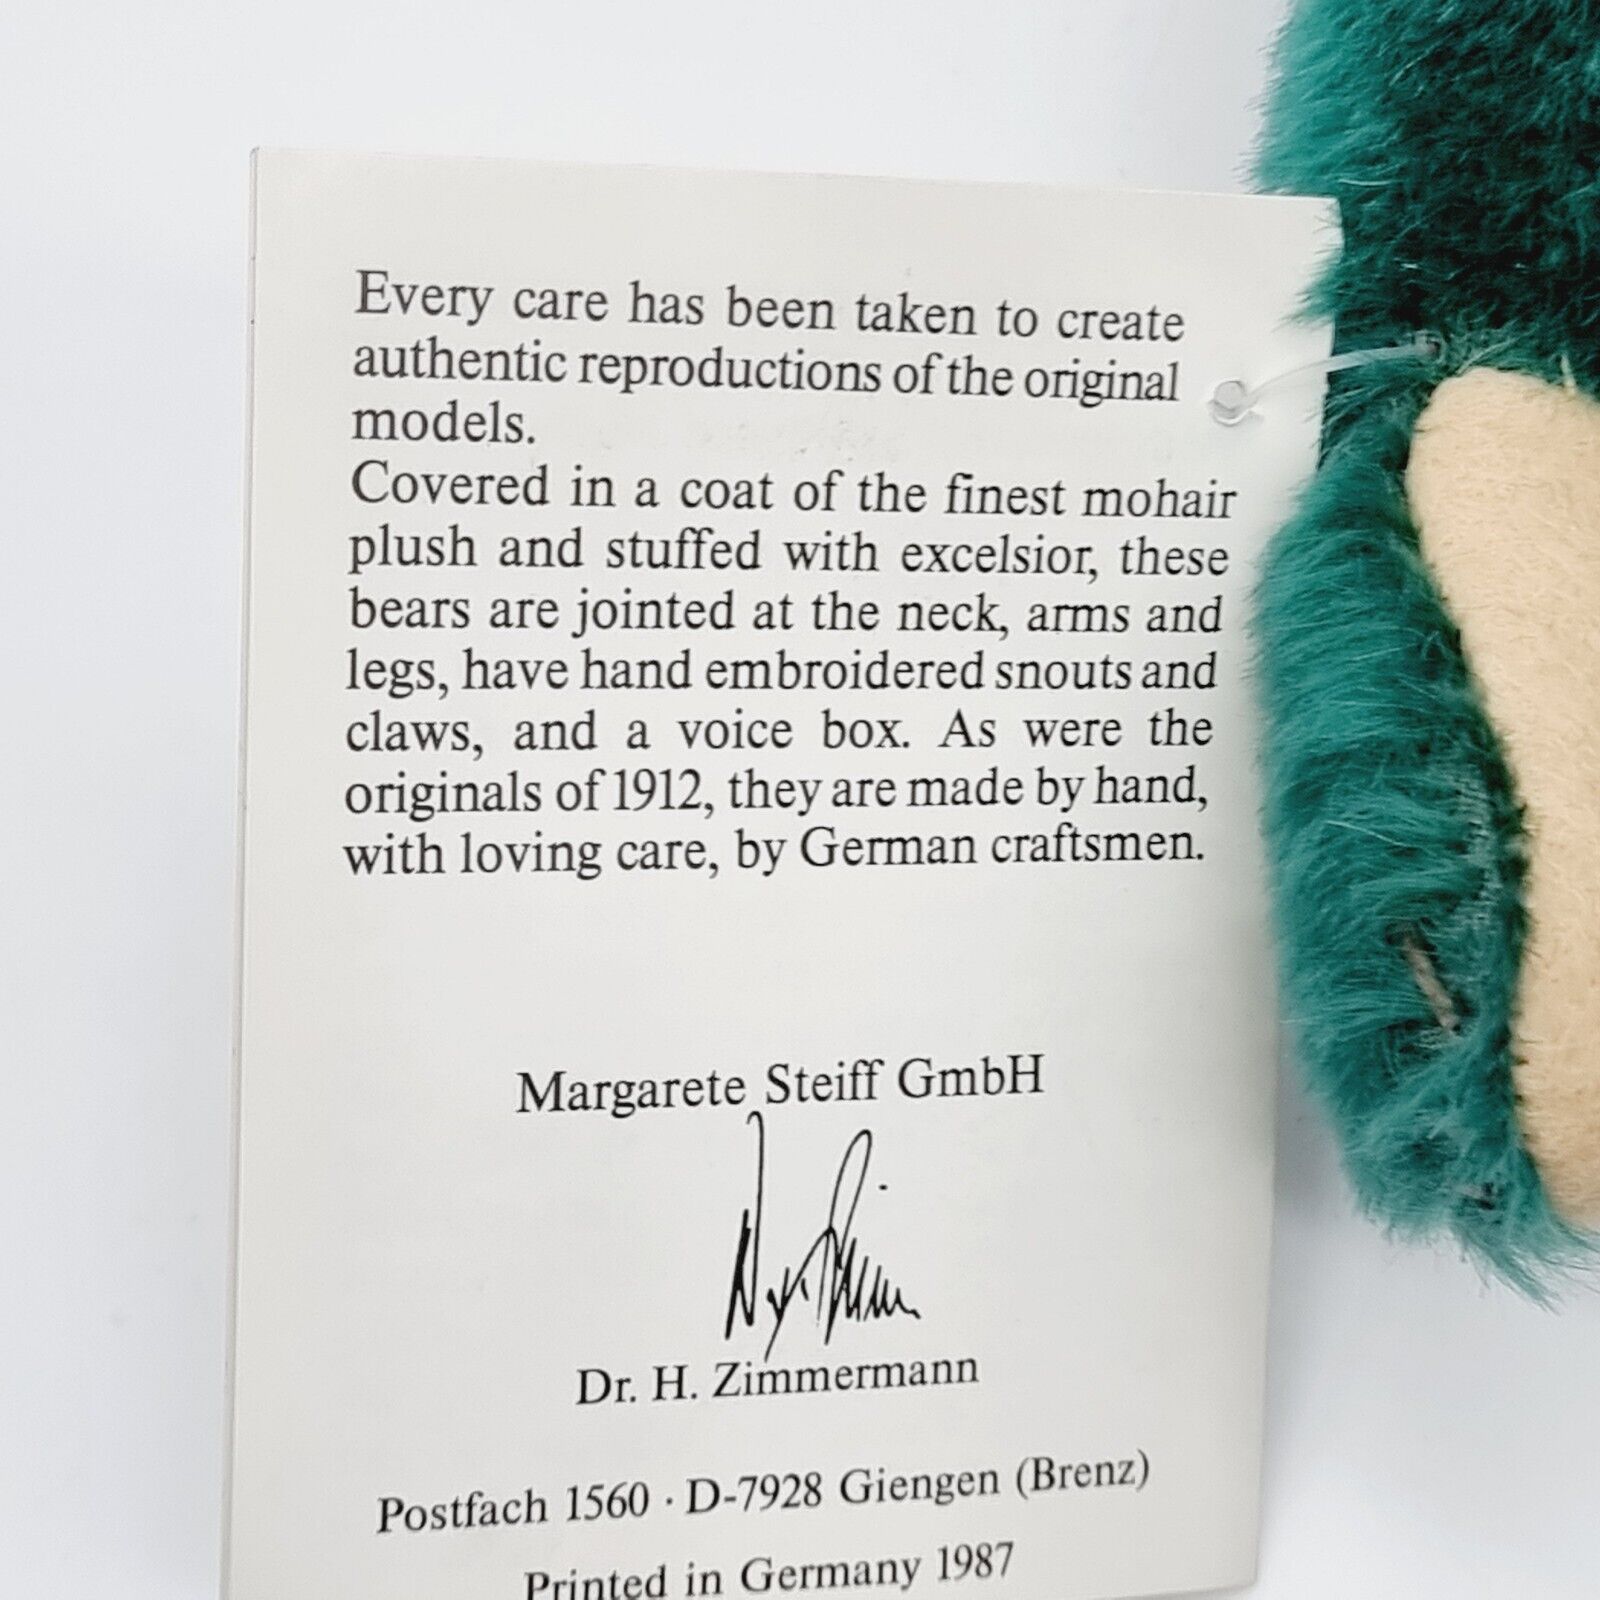 Every care has been taken to create
authentic reproductions of the original
models.
Covered in a coat of the finest mohair
plush and stuffed with excelsior, these
bears are jointed at the neck, arms and
legs, have hand embroidered snouts and
claws, and a voice box. As were the
originals of 1912, they are made by hand,
with loving care, by German craftsmen.
Margarete Steiff GmbH
Dr. H. Zimmermann
Postfach 1560 · D-7928 Giengen (Brenz)
Printed in Germany 1987